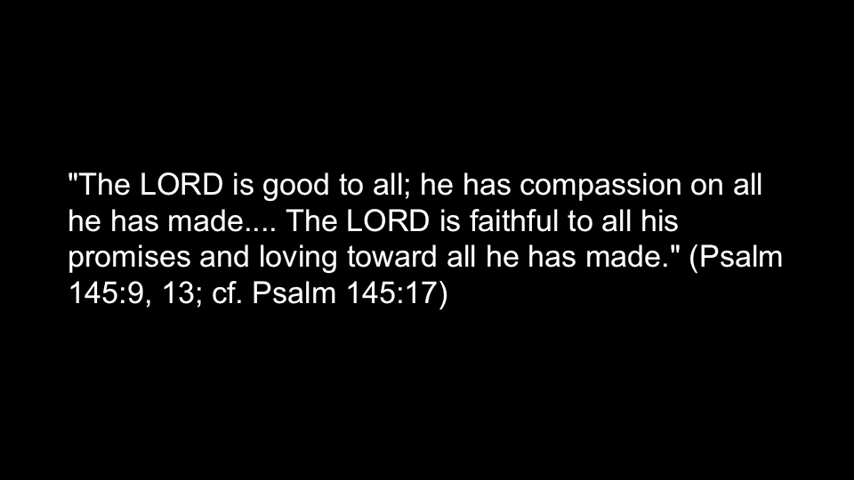 "The LORD is good to all; he has compassion on all
he has made.... The LORD is faithful to all his
promises and loving toward all he has made." (Psalm
145:9, 13; cf. Psalm 145:17)